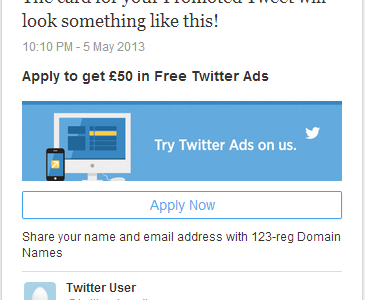 The card for your Promoted Tweet will
look something like this!
10:10 PM - 5 May 2013
Apply to get £50 in Free Twitter Ads
Try Twitter Ads on us.
Apply Now
Share your name and email address with 123-reg Domain
Names
Twitter User